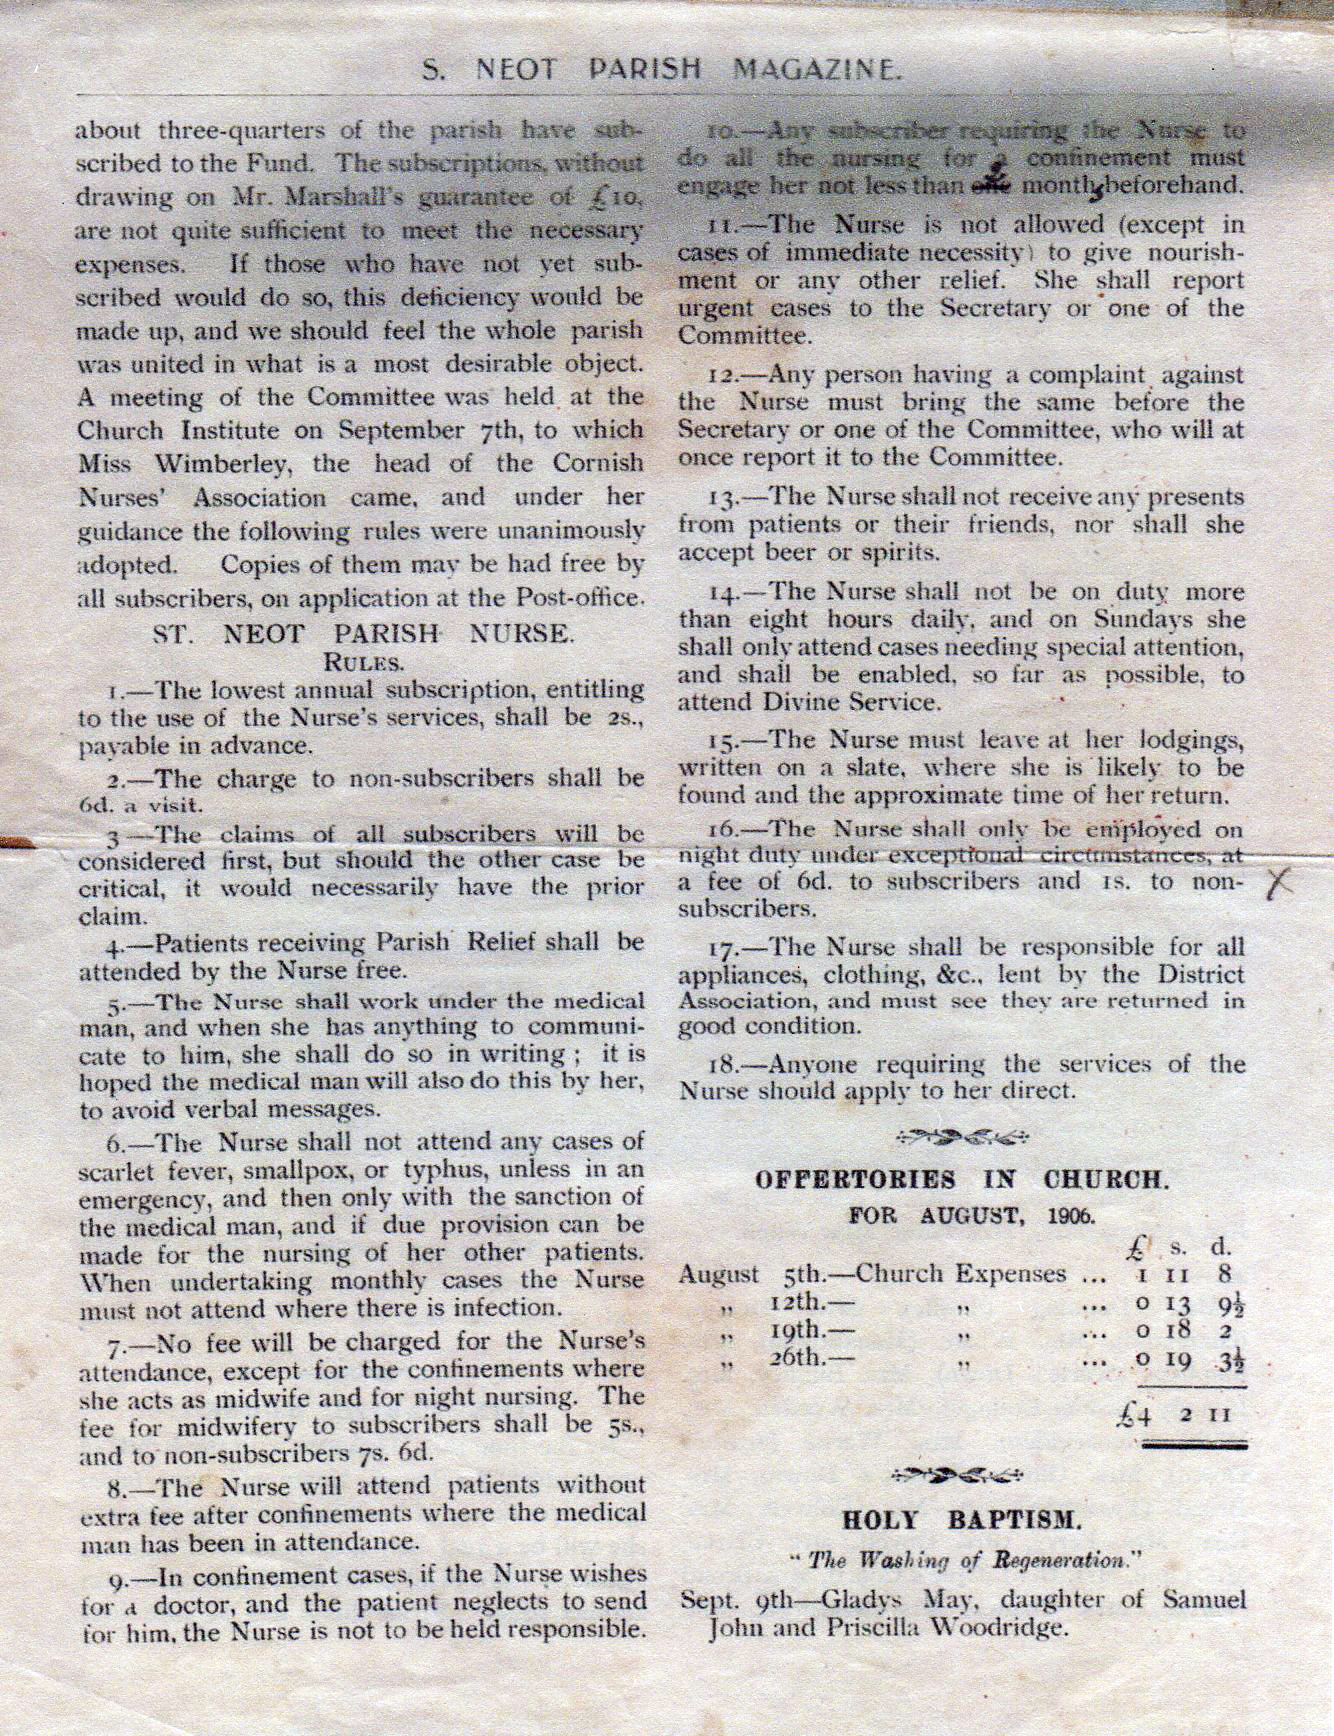 S. NEOT PARISH MAGAZINE.
about three-quarters of the parish have sub-
scribed to the Fund. The subscriptions, without
drawing on Mr. Marshall's guarantee of £10,
are not quite sufficient to meet the necessary
expenses. If those who have not yet sub-
scribed would do so, this deficiency would be
made up, and we should feel the whole parish
was united in what is a most desirable object.
A meeting of the Committee was held at the
Church Institute on September 7th, to which
Miss Wimberley, the head of the Cornish
Nurses' Association came, and under her
guidance the following rules were unanimously
adopted. Copies of them may be had free by
all subscribers, on application at the Post-office.
ST. NEOT PARISH NURSE.
RULES.
1.—The lowest annual subscription, entitling
to the use of the Nurse's services, shall be 2s.,
payable in advance.
2.—The charge to non-subscribers shall be
6d. a visit.
3—The claims of all subscribers will be
considered first, but should the other case be
critical, it would necessarily have the prior
claim.
4.—Patients receiving Parish Relief shall be
attended by the Nurse free.
5.—The Nurse shall work under the medical
man, and when she has anything to communi-
cate to him, she shall do so in writing; it is
hoped the medical man will also do this by her,
to avoid verbal messages.
6.—The Nurse shall not attend any cases of
scarlet fever, smallpox, or typhus, unless in an
emergency, and then only with the sanction of
the medical man, and if due provision can be
made for the nursing of her other patients.
When undertaking monthly cases the Nurse
must not attend where there is infection.
7.—No fee will be charged for the Nurse's
attendance, except for the confinements where
she acts as midwife and for night nursing. The
fee for midwifery to subscribers shall be 5s.,
and to non-subscribers 7s. 6d.
8.—The Nurse will attend patients without
extra fee after confinements where the medical
man has been in attendance.
9.—In confinement cases, if the Nurse wishes
for a doctor, and the patient neglects to send
for him, the Nurse is not to be held responsible.
10.—Any subscriber requiring the Nurse to
do all the nursing for a confinement must
engage her not less than one months beforehand.
11.—The Nurse is not allowed (except in
cases of immediate necessity) to give nourish-
ment or any other relief. She shall report
urgent cases to the Secretary or one of the
Committee.
12.—Any person having a complaint against
the Nurse must bring the same before the
Secretary or one of the Committee, who will at
once report it to the Committee.
13.—The Nurse shall not receive any presents
from patients or their friends, nor shall she
accept beer or spirits.
14.—The Nurse shall not be on duty more
than eight hours daily, and on Sundays she
shall only attend cases needing special attention,
and shall be enabled, so far as possible, to
attend Divine Service.
15.—The Nurse must leave at her lodgings,
written on a slate, where she is likely to be
found and the approximate time of her return.
16.—The Nurse shall only be employed on
night duty under exceptional circumstances, at
a fee of 6d. to subscribers and 1s. to non- X
subscribers.
17.—The Nurse shall be responsible for all
appliances, clothing, &c., lent by the District
Association, and must see they are returned in
good condition.
18.—Anyone requiring the services of the
Nurse should apply to her direct.
OFFERTORIES IN CHURCH.
FOR AUGUST, 1906.
£ s. d.
August 5th.—Church Expenses ... 1 11 8
„ 12th.— „ ... 0 13 9½
„ 19th.— „ ... 0 18 2
„ 26th.— „ ... 0 19 3½
£4 2 11
HOLY BAPTISM.
"The Washing of Regeneration."
Sept. 9th—Gladys May, daughter of Samuel
John and Priscilla Woodridge.